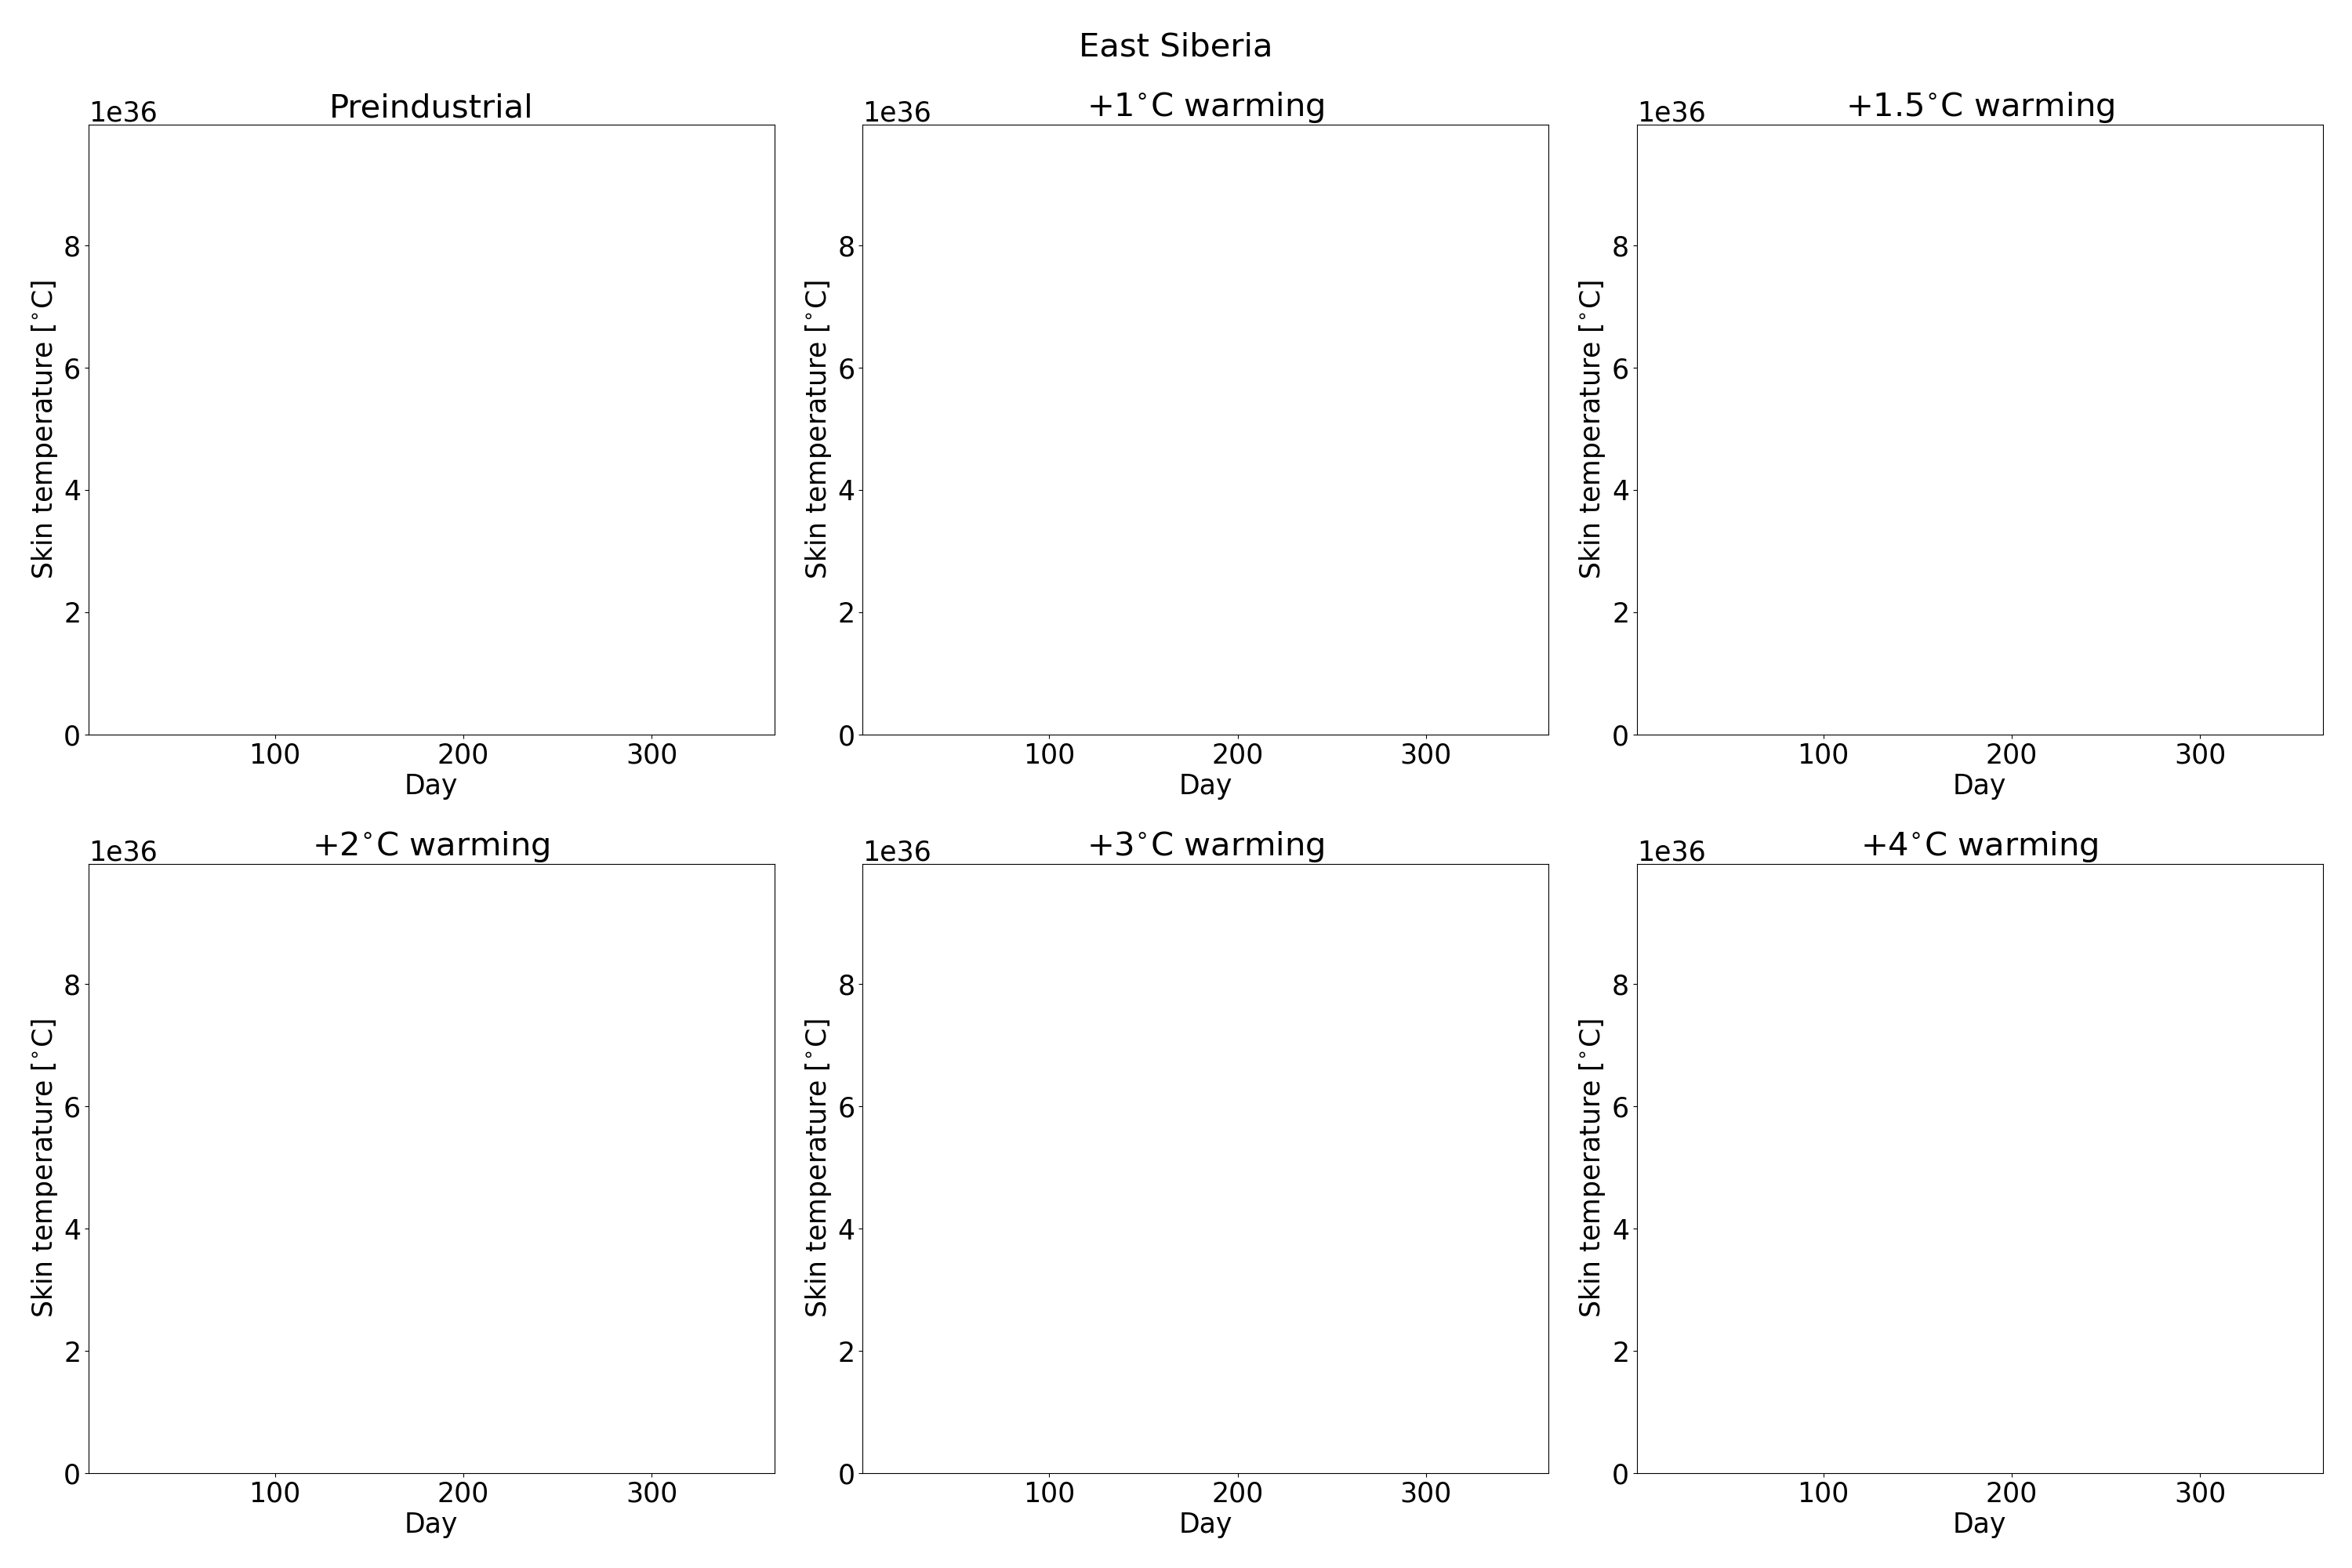 East Siberia
Preindustrial
1e36
8
6
4
2
0
100 200 300
Day
Skin temperature [°C]
+1°C warming
1e36
8
6
4
2
0
100 200 300
Day
Skin temperature [°C]
+1.5°C warming
1e36
8
6
4
2
0
100 200 300
Day
Skin temperature [°C]
+2°C warming
1e36
8
6
4
2
0
100 200 300
Day
Skin temperature [°C]
+3°C warming
1e36
8
6
4
2
0
100 200 300
Day
Skin temperature [°C]
+4°C warming
1e36
8
6
4
2
0
100 200 300
Day
Skin temperature [°C]